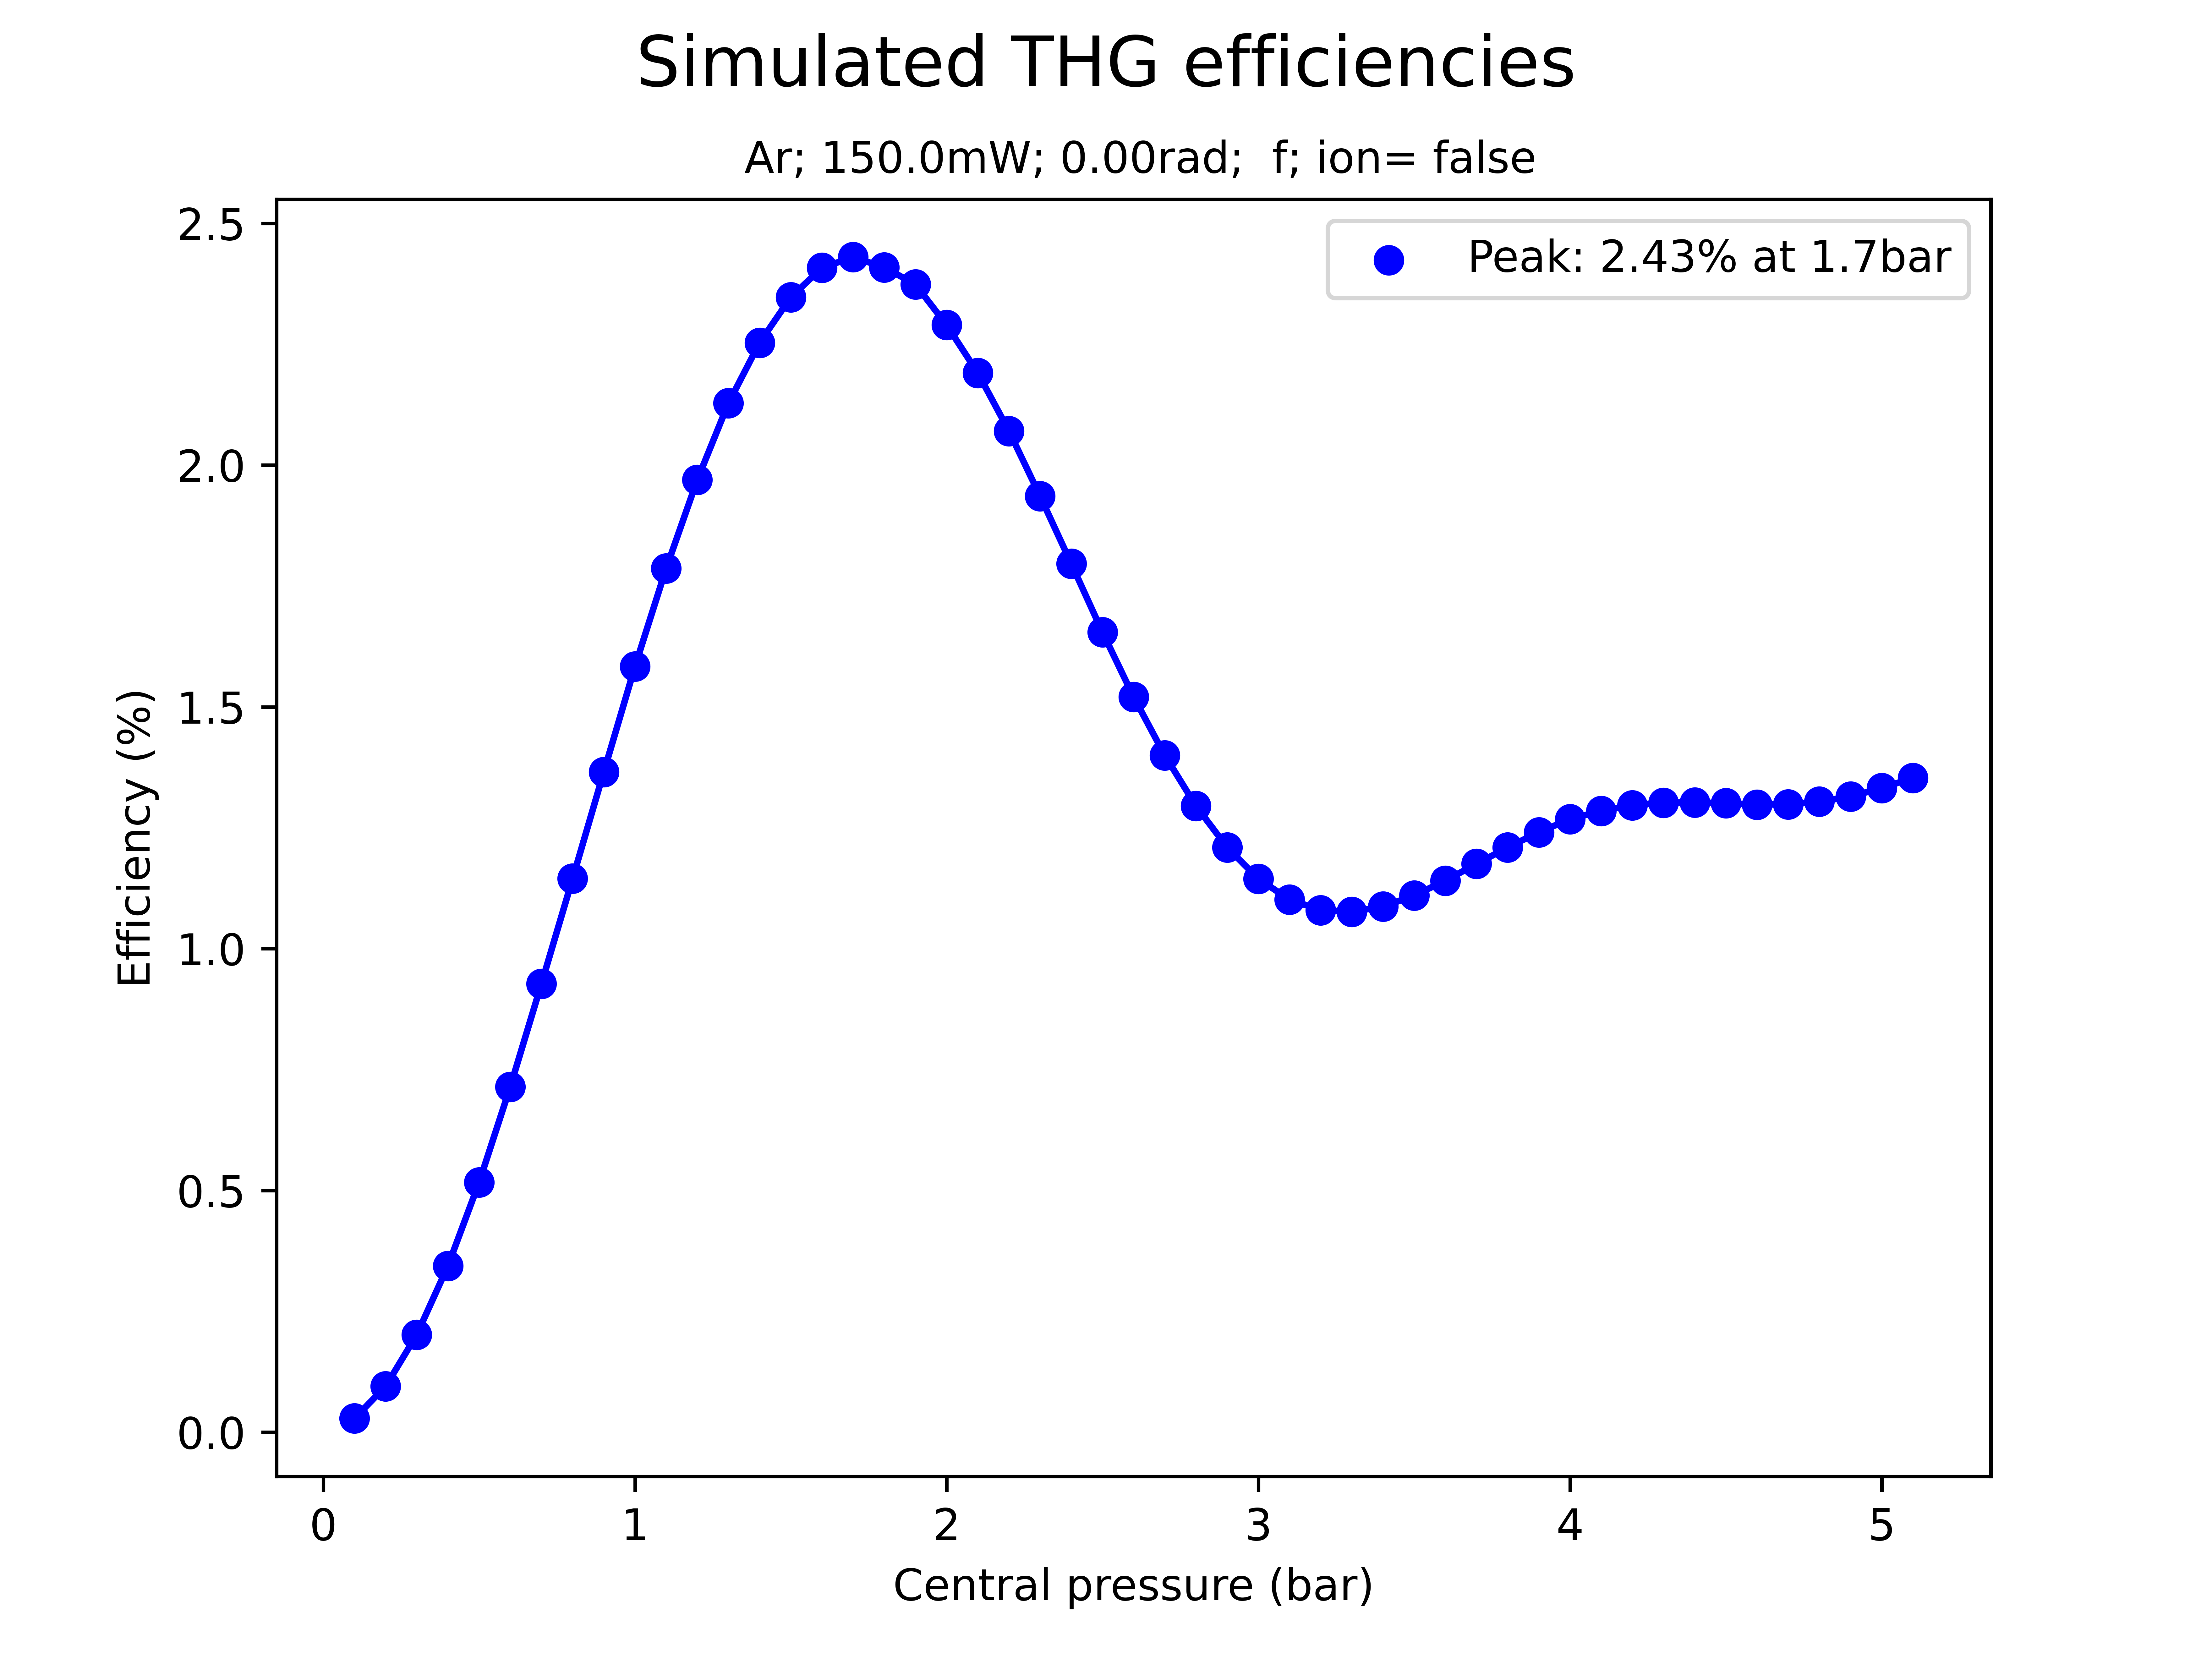 Simulated THG efficiencies
Ar; 150.0mW; 0.00rad;  f; ion= false
Peak: 2.43% at 1.7bar
2.5
2.0
1.5
1.0
0.5
0.0
Efficiency (%)
0 1 2 3 4 5
Central pressure (bar)